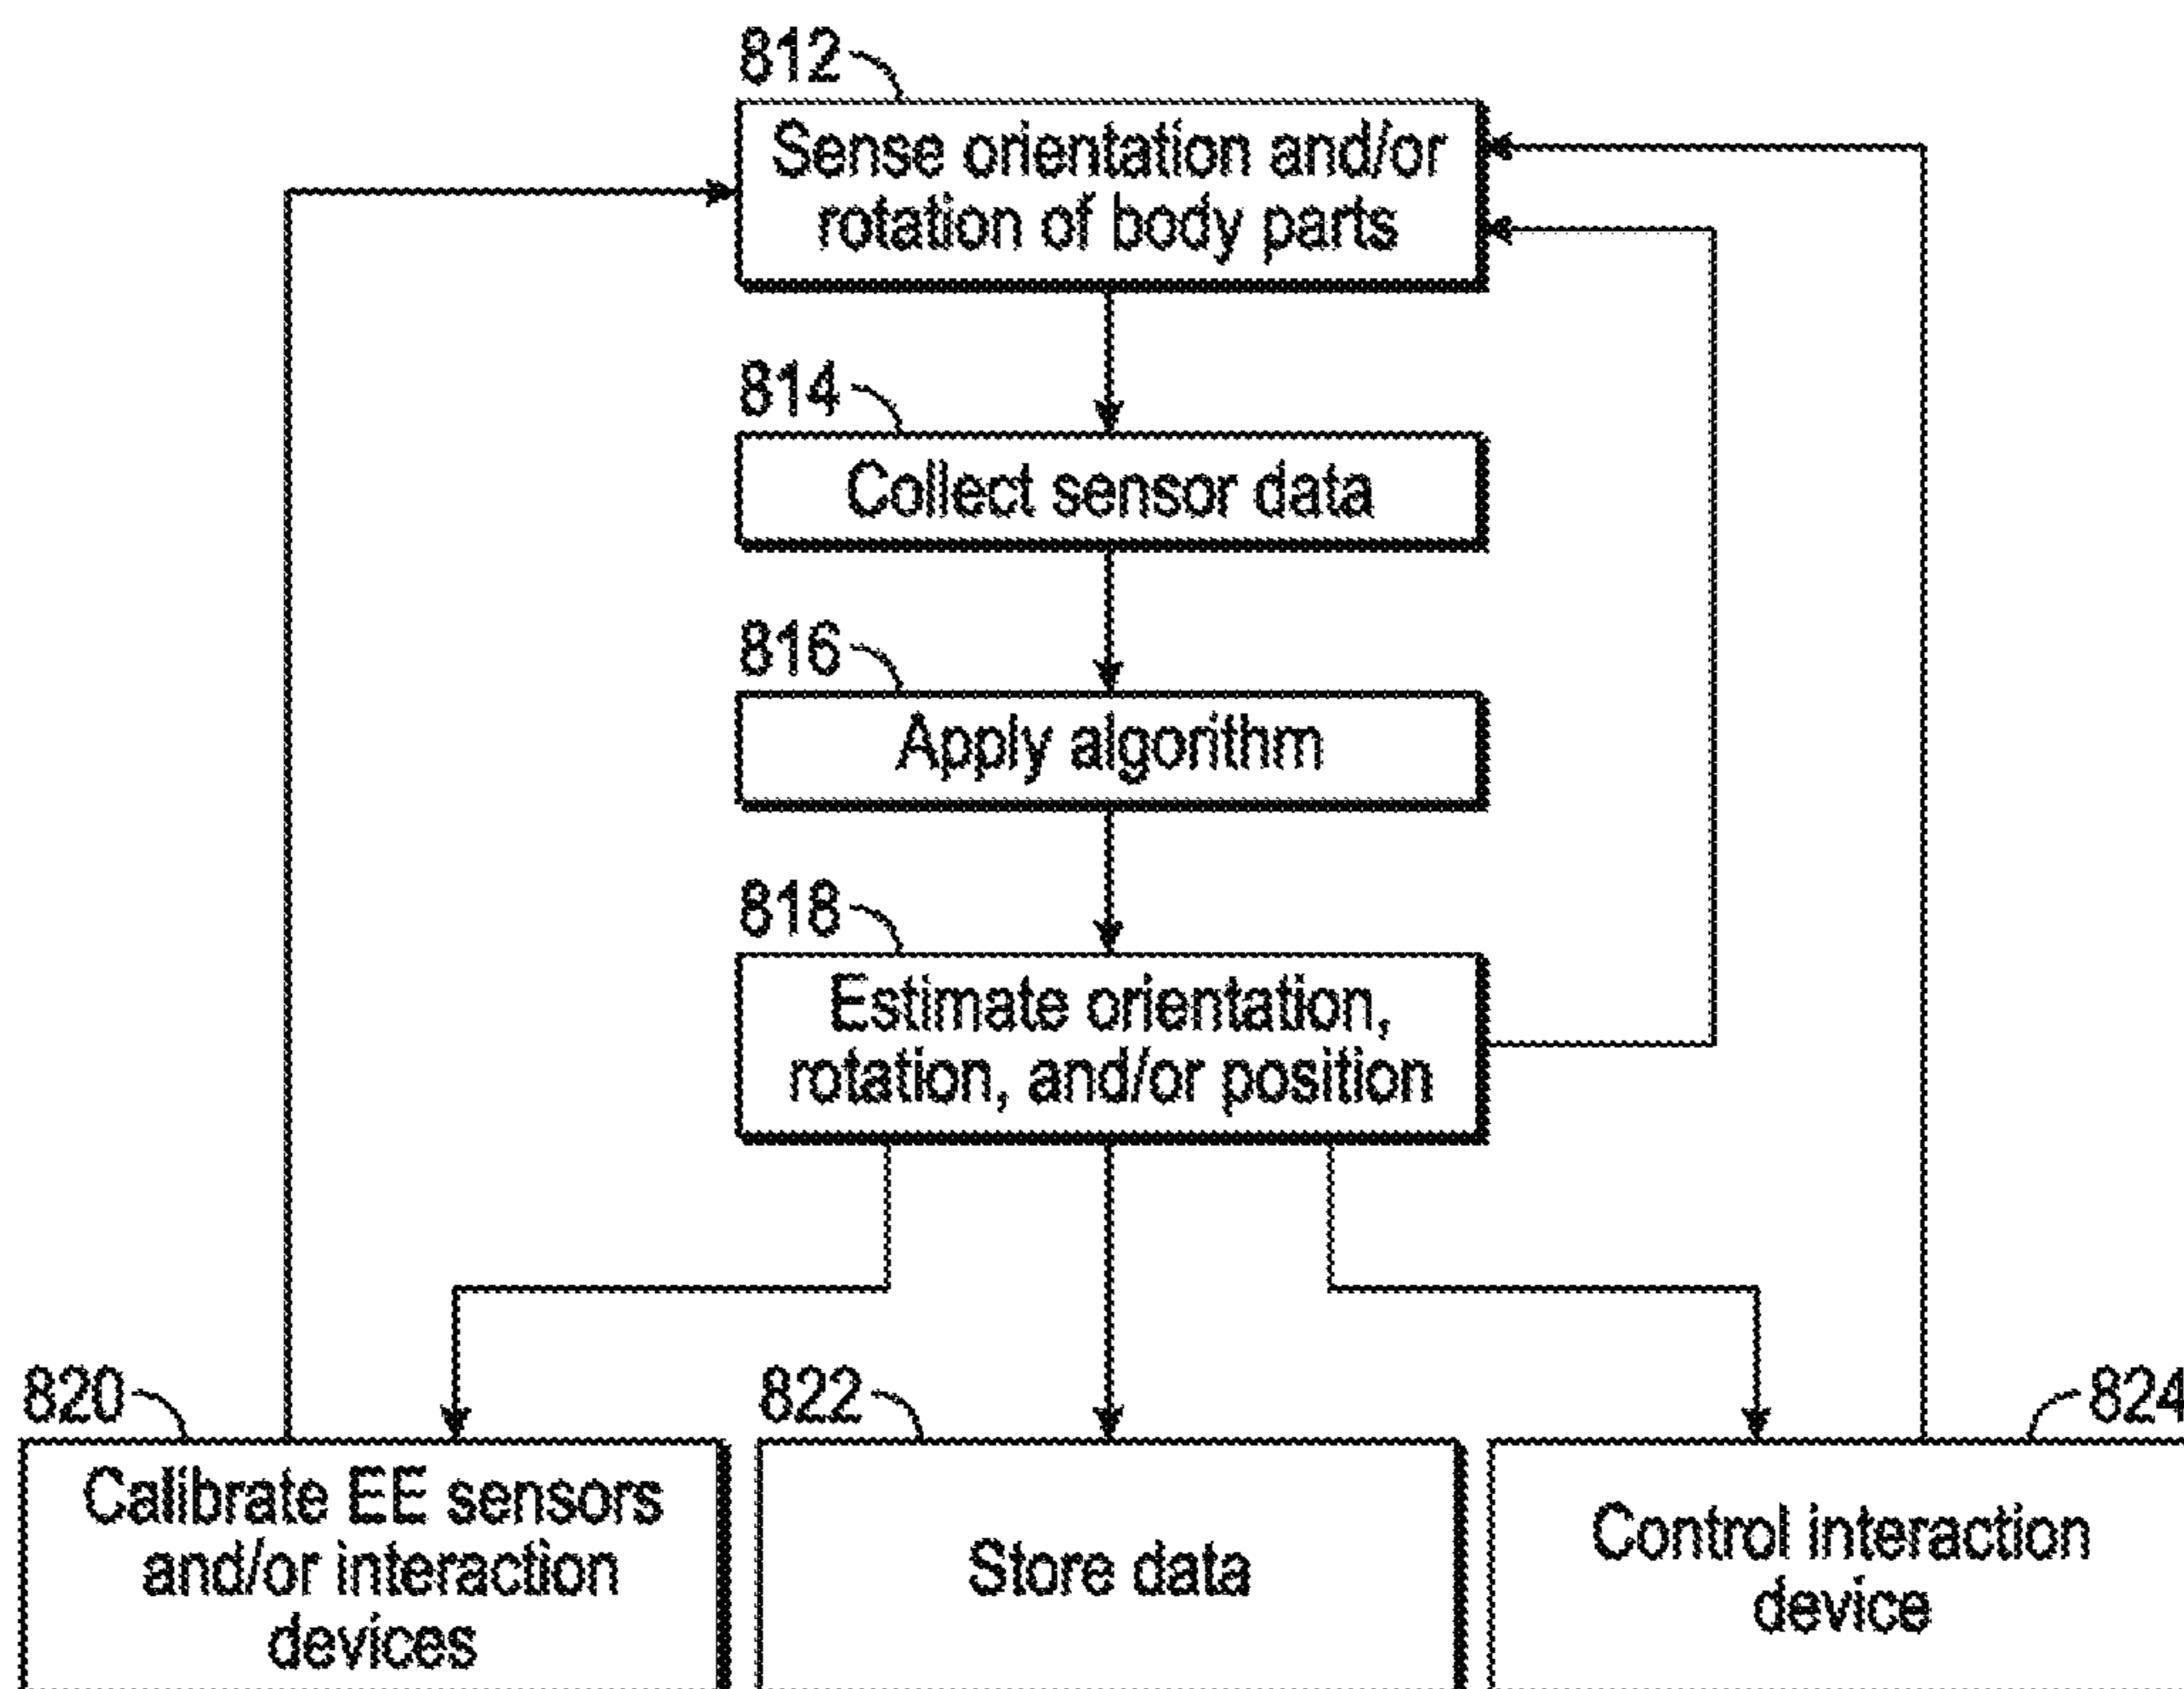 812
Sense orientation and/or
rotation of body parts
814
Collect sensor data
816
Apply algorithm
818
Estimate orientation,
rotation, and/or position
820
822
824
Calibrate EE sensors
and/or interaction
devices
Store data
Control interaction
device